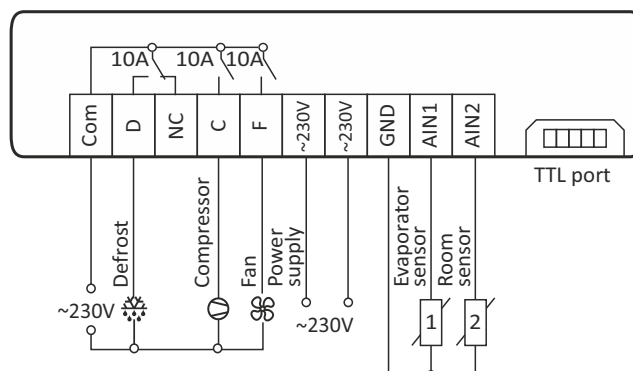 10A 10A 10A
Com D NC C F ~230V ~230V GND AIN1 AIN2
TTL port
Defrost
Compressor
Fan
Power
supply
Evaporator
sensor
Room
sensor
~230V
~230V
1 2